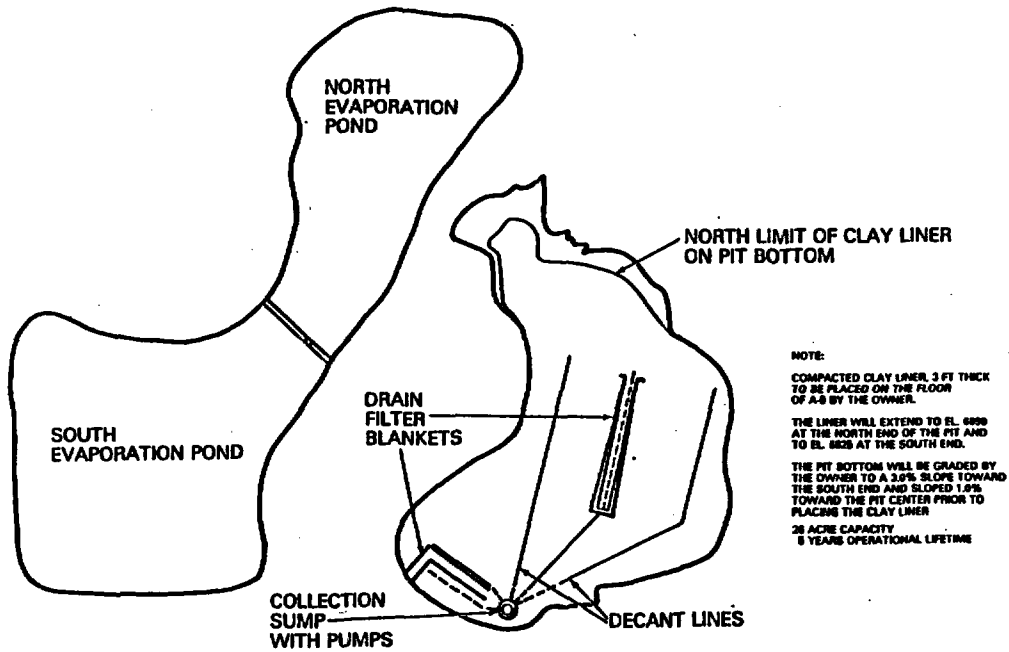 NORTH
EVAPORATION
POND
NORTH LIMIT OF CLAY LINER
ON PIT BOTTOM
DRAIN
FILTER
BLANKETS
SOUTH
EVAPORATION POND
NOTE:
COMPACTED CLAY LINER, 3 FT THICK
TO BE PLACED ON THE FLOOR
OF BY THE OWNER.
THE LINER WILL EXTEND TO EL.
AT THE NORTH END OF THE PIT AND
TO EL. AT THE SOUTH END.
THE PIT BOTTOM WILL BE GRADED BY
THE OWNER TO A SLOPE TOWARD
THE SOUTH END AND SLOPED
TOWARD THE PIT CENTER PRIOR TO
PLACING THE CLAY LINER
ACRE CAPACITY
YEARS OPERATIONAL LIFETIME
COLLECTION
SUMP
WITH PUMPS
DECANT LINES